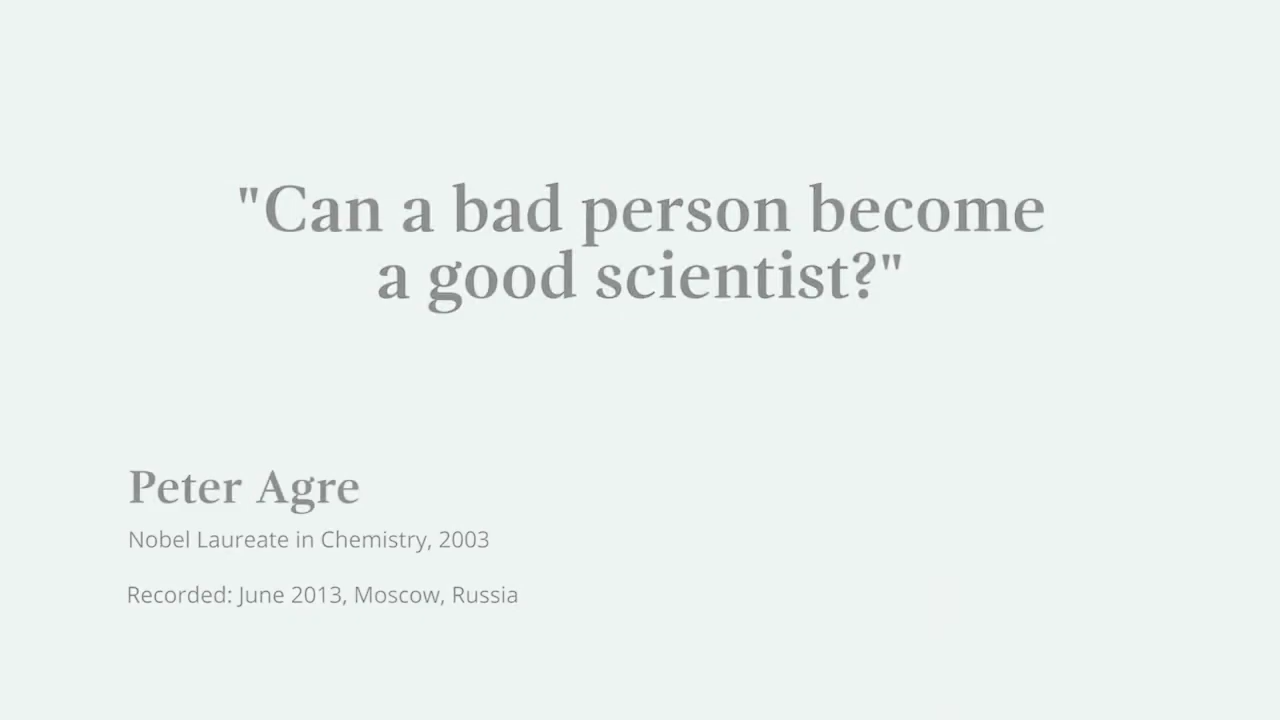 "Can a bad person become
a good scientist?"
Peter Agre
Nobel Laureate in Chemistry, 2003
Recorded: June 2013, Moscow, Russia